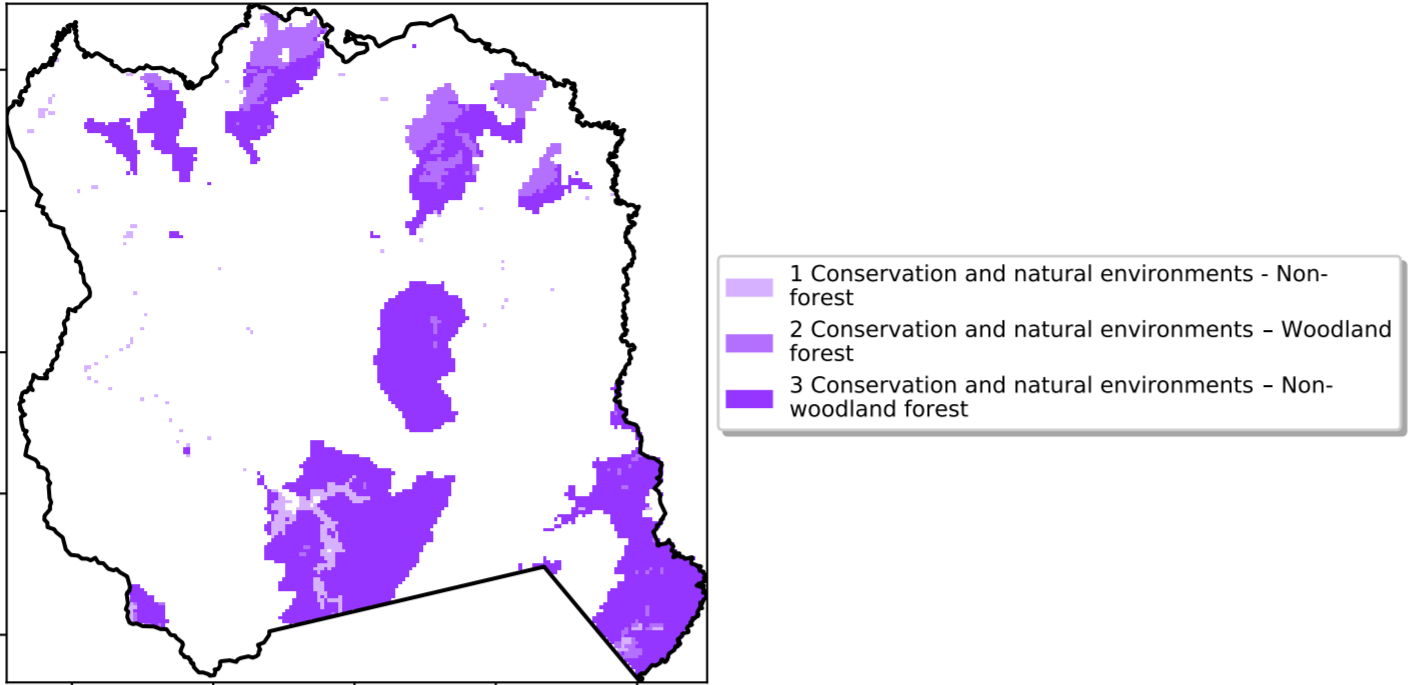 1 Conservation and natural environments - Non-
forest
2 Conservation and natural environments – Woodland
forest
3 Conservation and natural environments – Non-
woodland forest